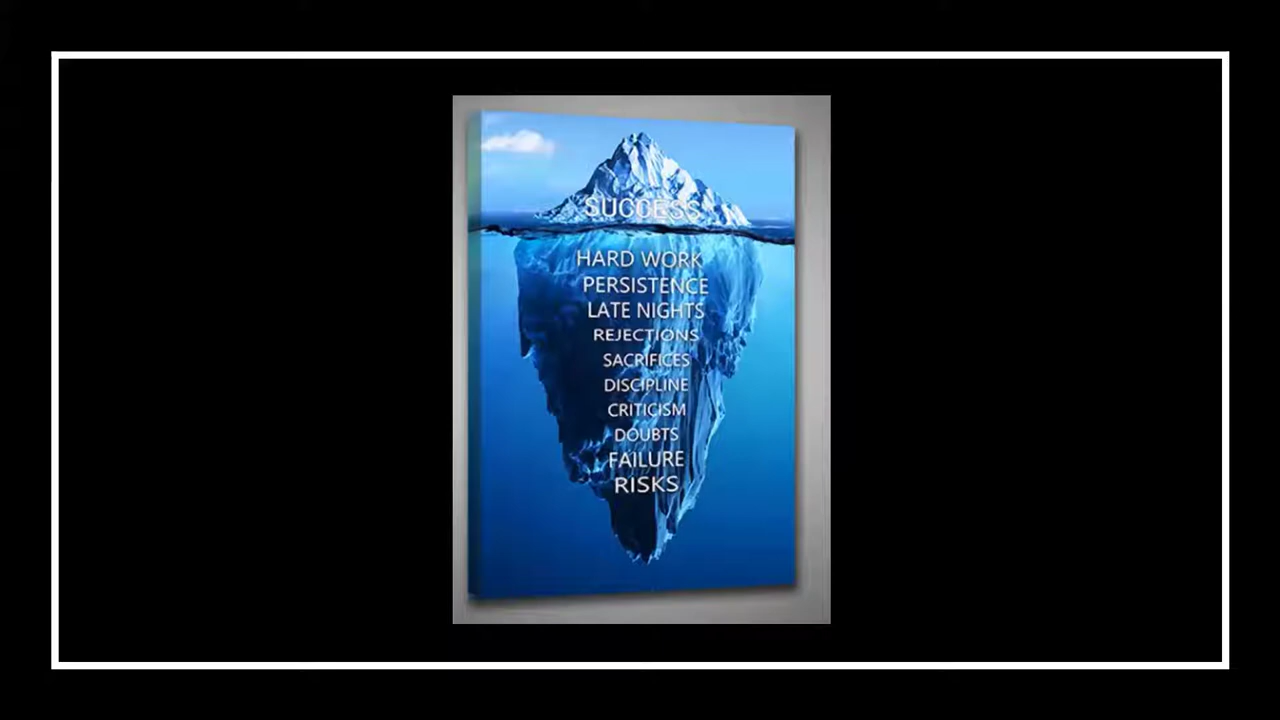 SUCCESS
HARD WORK
PERSISTENCE
LATE NIGHTS
REJECTIONS
SACRIFICES
DISCIPLINE
CRITICISM
DOUBTS
FAILURE
RISKS